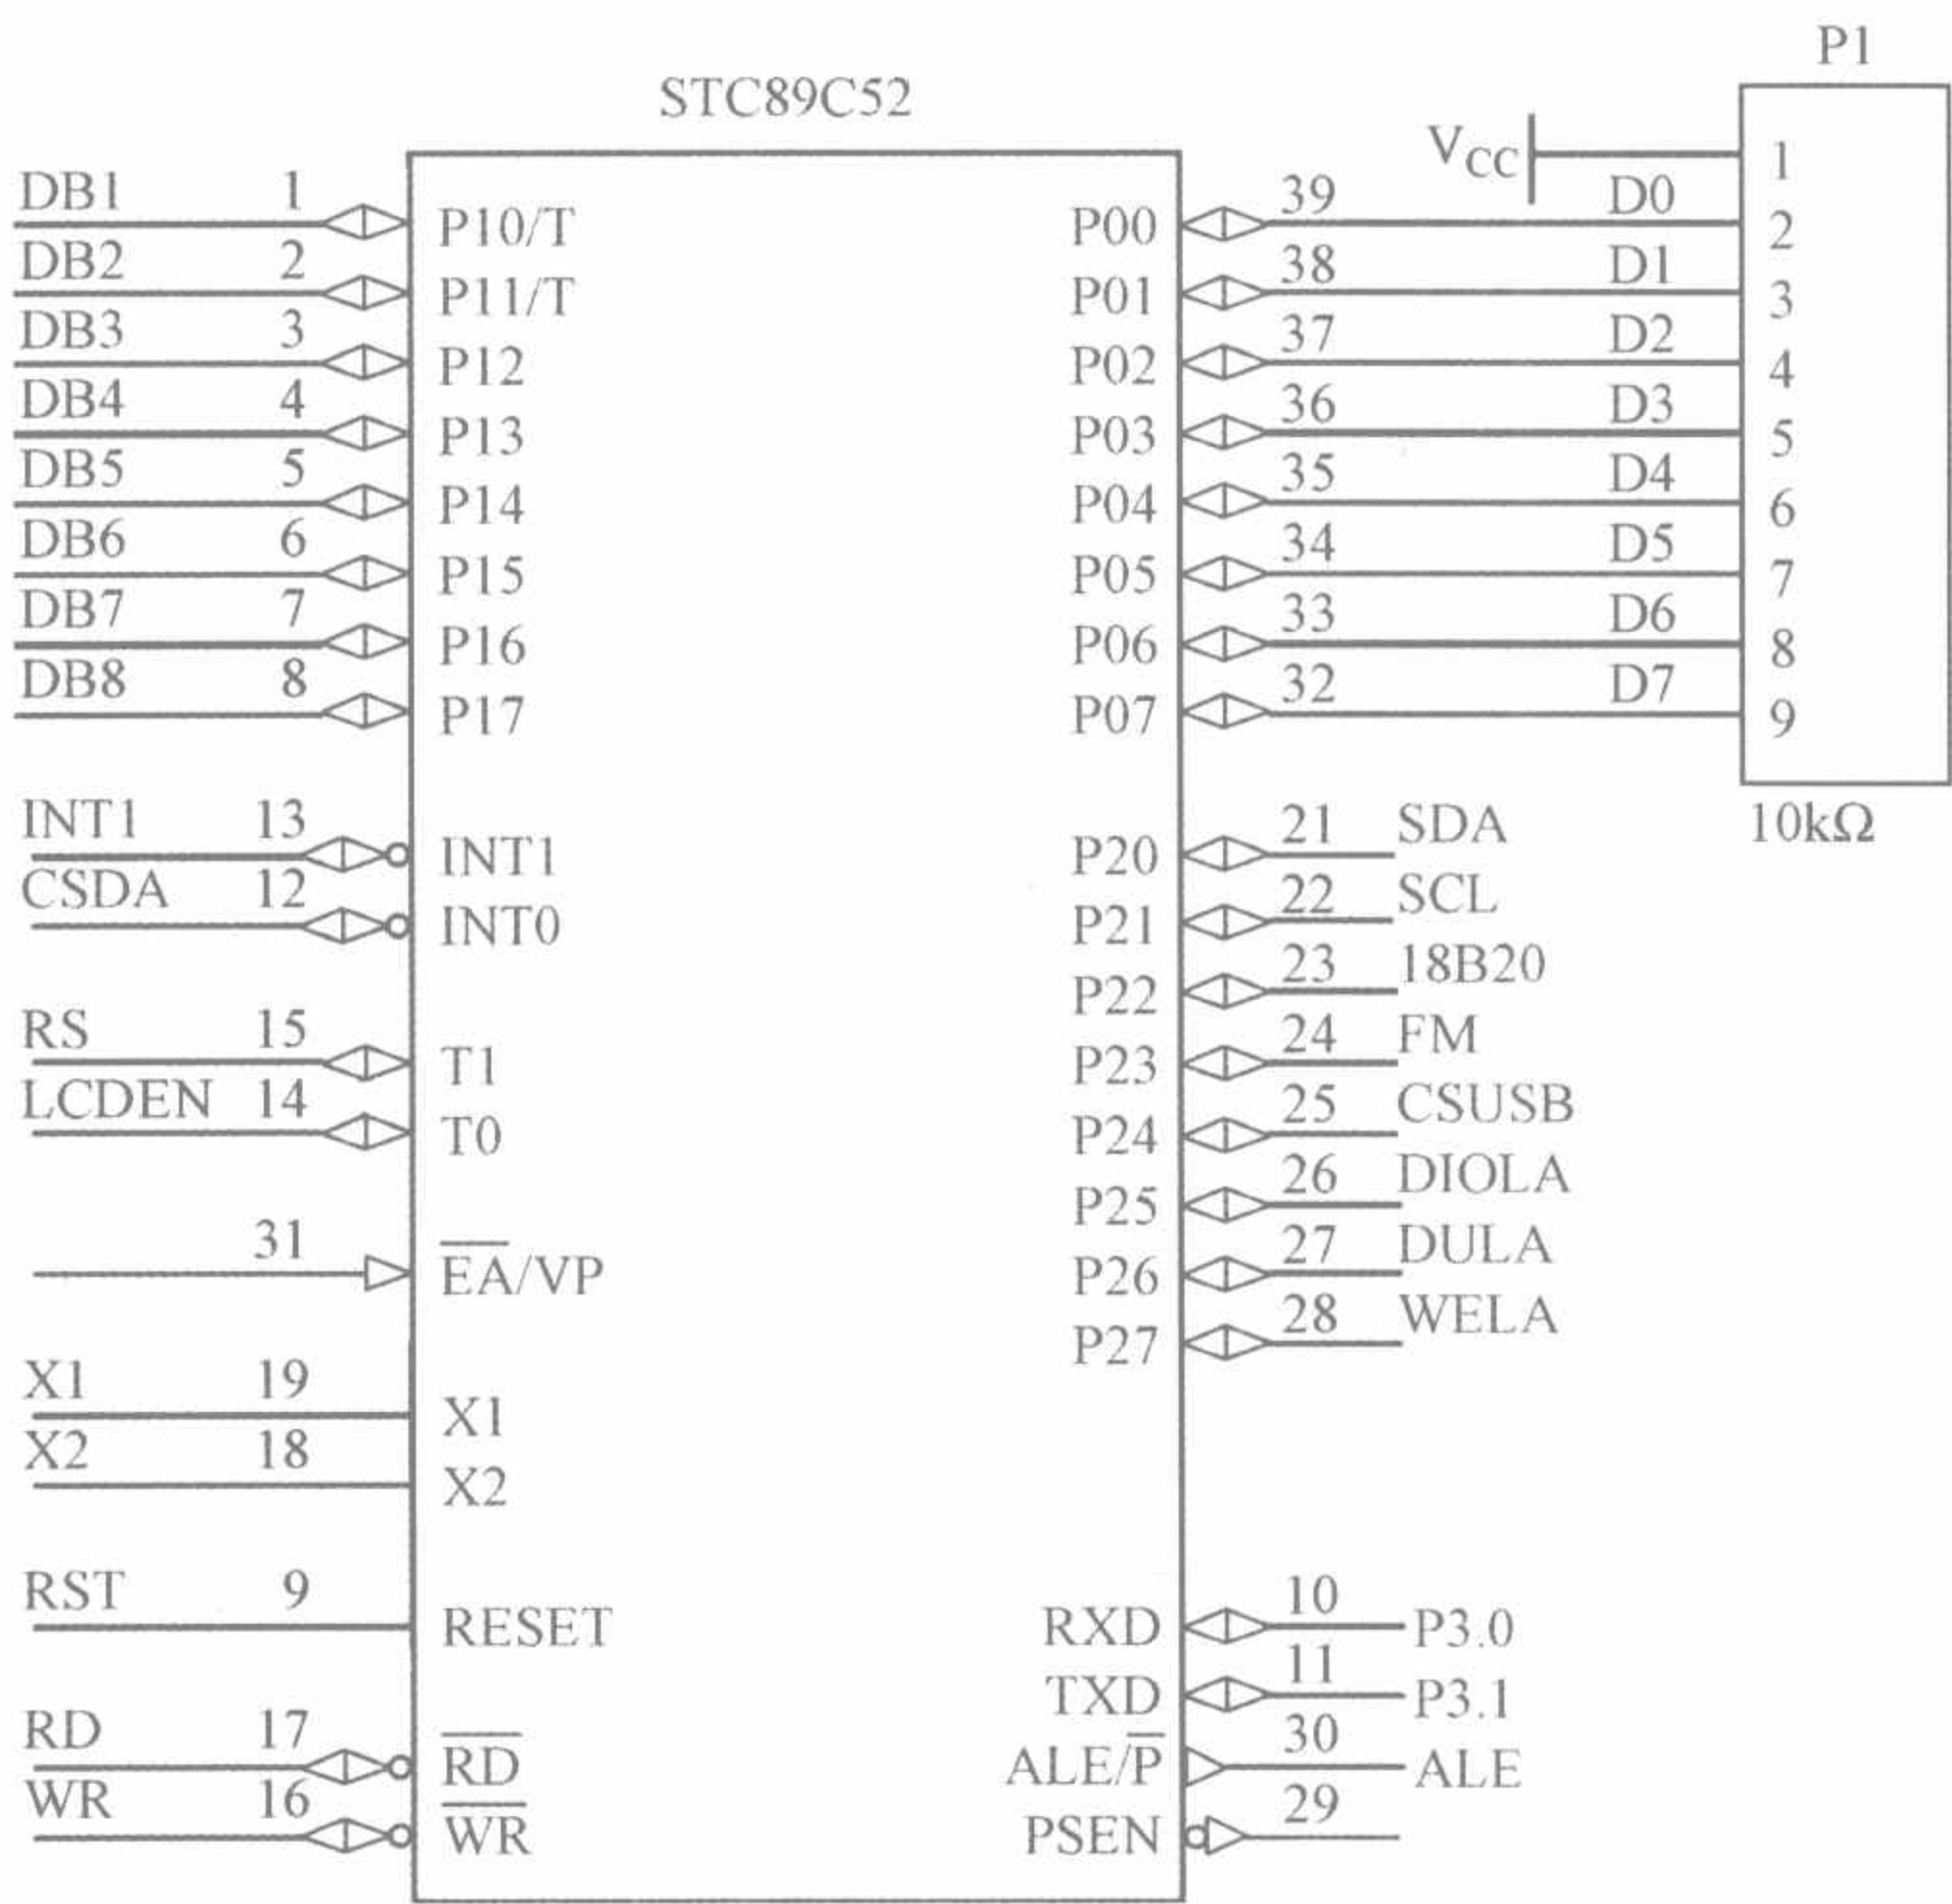 P1
STC89C52
V_CC 1
DB1 1 P10/T P00 39 D0 2
DB2 2 P11/T P01 38 D1 3
DB3 3 P12 P02 37 D2 4
DB4 4 P13 P03 36 D3 5
DB5 5 P14 P04 35 D4 6
DB6 6 P15 P05 34 D5 7
DB7 7 P16 P06 33 D6 8
DB8 8 P17 P07 32 D7 9
10kΩ
INT1 13 INT1 P20 21 SDA
CSDA 12 INT0 P21 22 SCL
P22 23 18B20
RS 15 T1 P23 24 FM
LCDEN 14 T0 P24 25 CSUSB
P25 26 DIOLA
31 E̅A̅/VP P26 27 DULA
P27 28 WELA
X1 19 X1
X2 18 X2
RST 9 RESET RXD 10 P3.0
TXD 11 P3.1
RD 17 R̅D̅ ALE/P̅ 30 ALE
WR 16 W̅R̅ PSEN 29